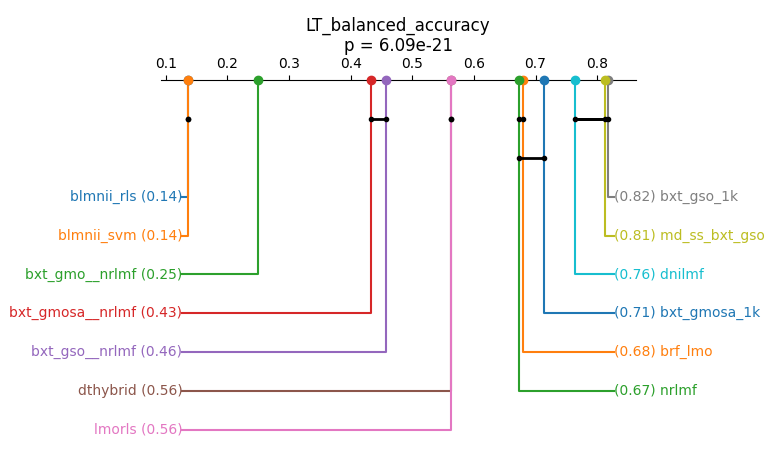 LT_balanced_accuracy
p = 6.09e-21
0.1 0.2 0.3 0.4 0.5 0.6 0.7 0.8
blmnii_rls (0.14) (0.82) bxt_gso_1k
blmnii_svm (0.14) (0.81) md_ss_bxt_gso
bxt_gmo__nrlmf (0.25) (0.76) dnilmf
bxt_gmosa__nrlmf (0.43) (0.71) bxt_gmosa_1k
bxt_gso__nrlmf (0.46) (0.68) brf_lmo
dthybrid (0.56) (0.67) nrlmf
lmorls (0.56)